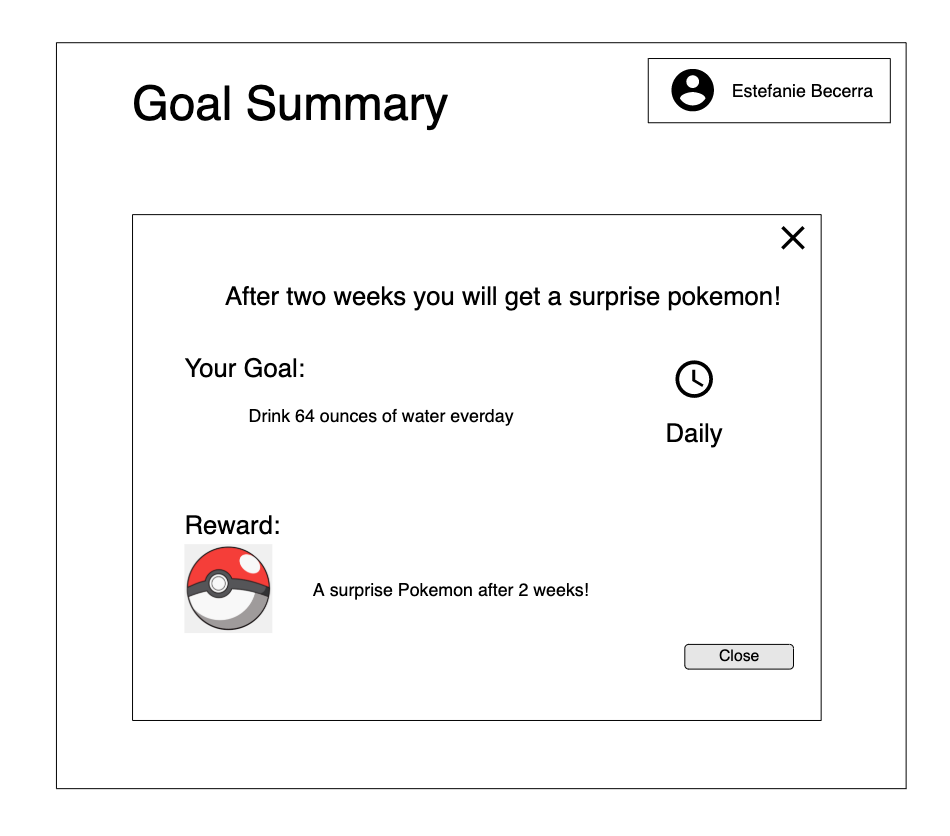 Goal Summary
Estefanie Becerra
After two weeks you will get a surprise pokemon!
Your Goal:
Drink 64 ounces of water everday
Daily
Reward:
A surprise Pokemon after 2 weeks!
Close